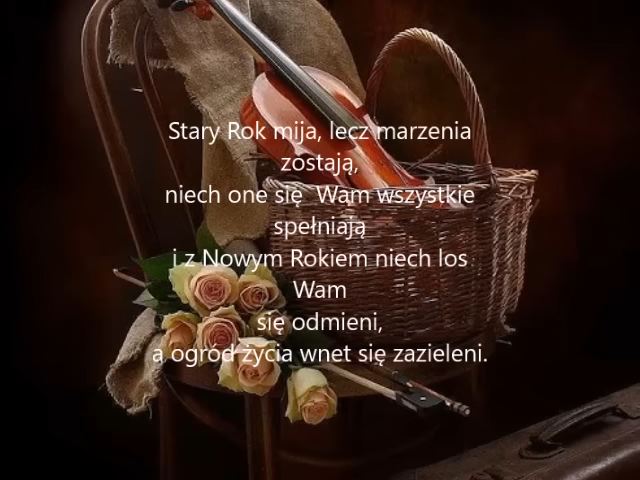 Stary Rok mija, lecz marzenia
zostają,
niech one się  Wam wszystkie
spełniają
i z Nowym Rokiem niech los
Wam
się odmieni,
a ogród życia wnet się zazieleni.